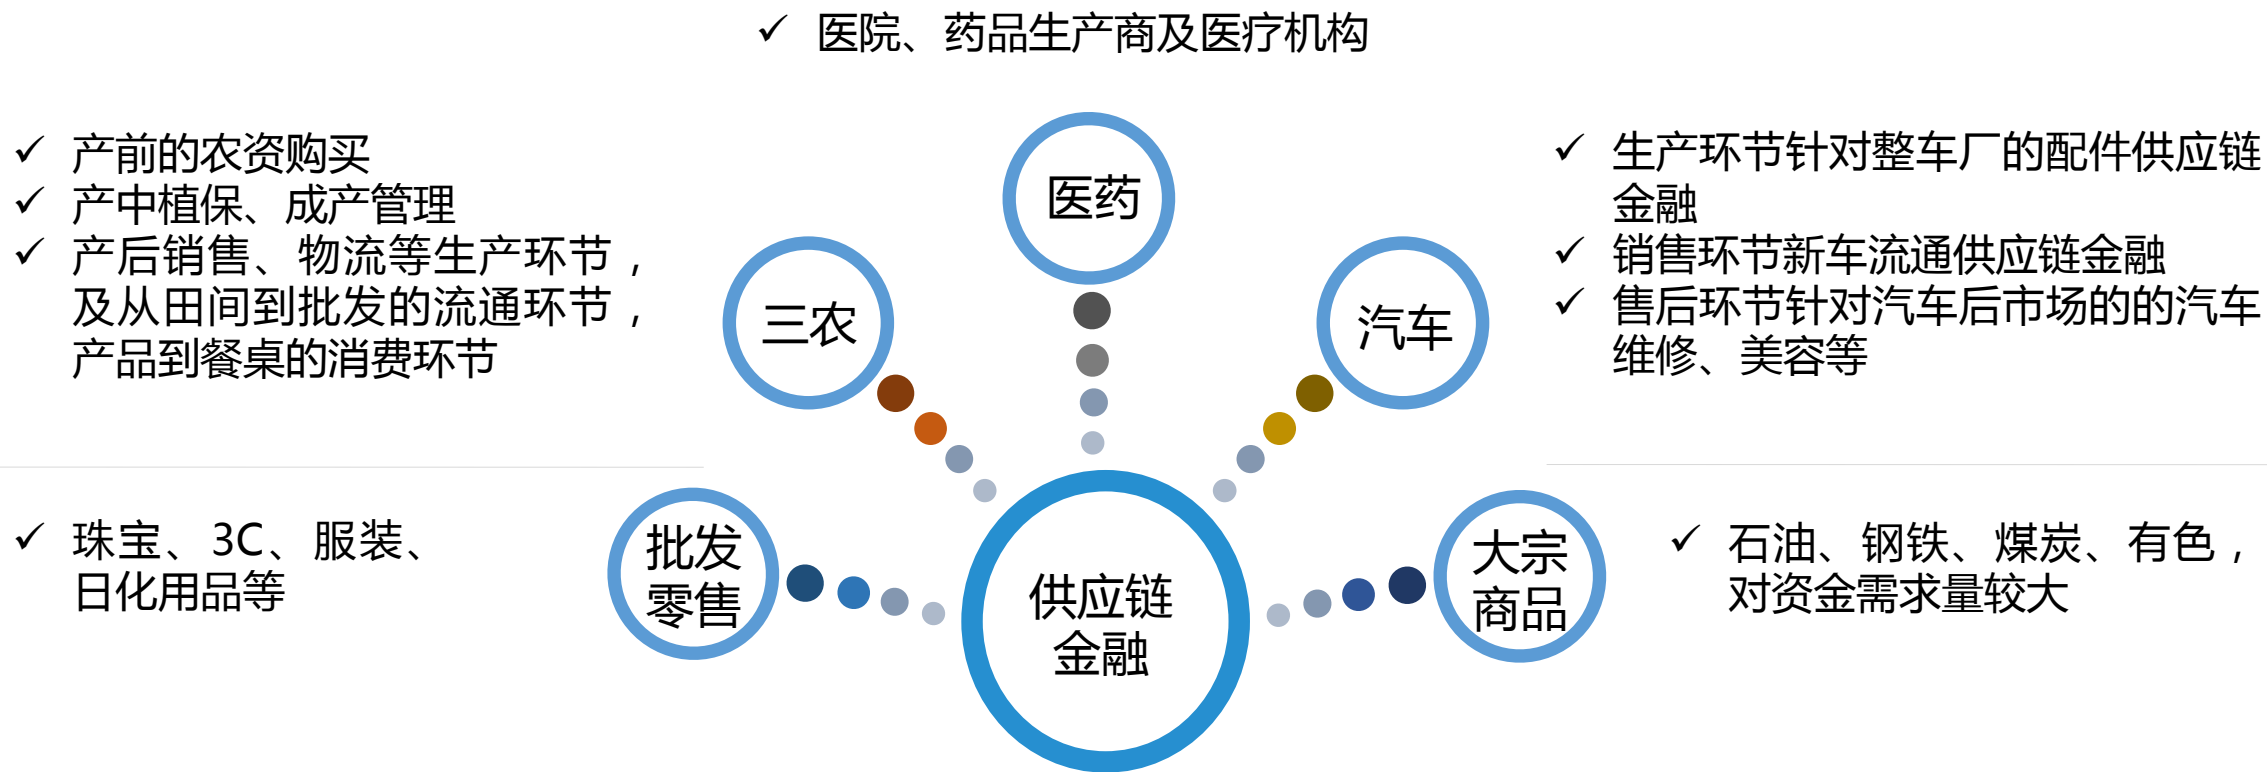 ✓ 医院、药品生产商及医疗机构
✓ 产前的农资购买
✓ 产中植保、成产管理
✓ 产后销售、物流等生产环节，
及从田间到批发的流通环节，
产品到餐桌的消费环节
医药
三农
汽车
✓ 生产环节针对整车厂的配件供应链
金融
✓ 销售环节新车流通供应链金融
✓ 售后环节针对汽车后市场的的汽车
维修、美容等
✓ 珠宝、3C、服装、
日化用品等
批发
零售
供应链
金融
大宗
商品
✓ 石油、钢铁、煤炭、有色，
对资金需求量较大